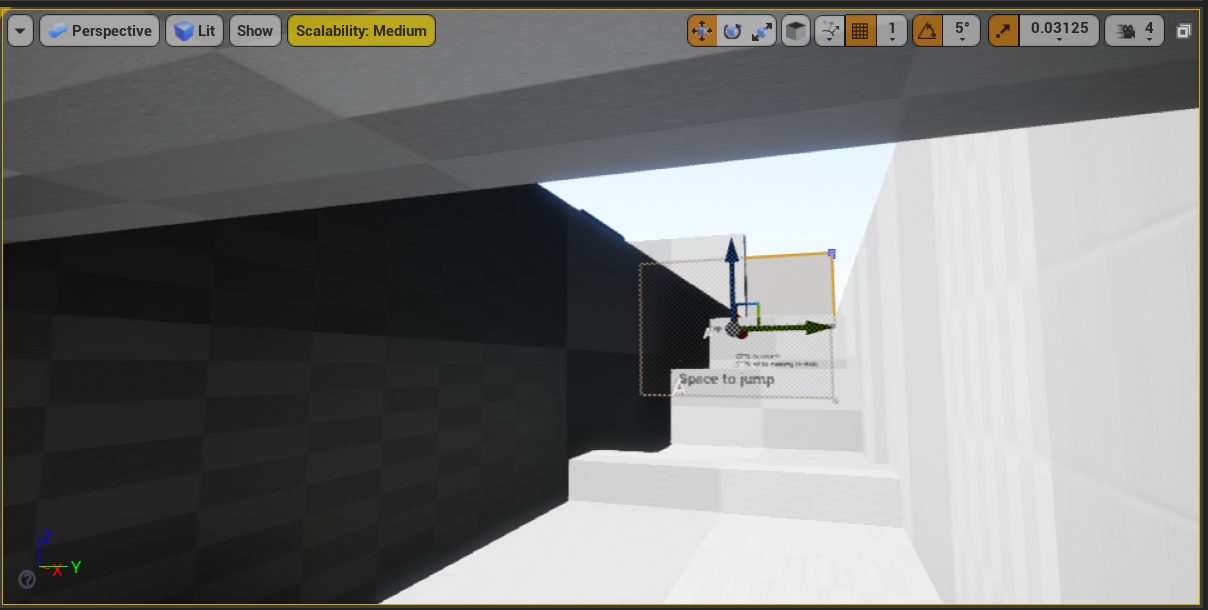 Perspective
Lit
Show
Scalability: Medium
1
5°
0.03125
4
Space to jump
Z
X
Y
?